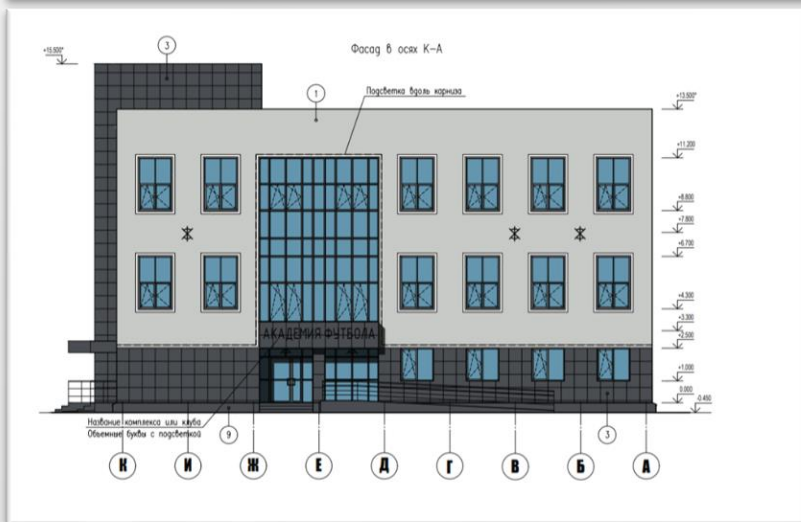 Фасад в осях К-А
+15.500*
3
1
Подсветка вдоль карниза
+13.500*
+11.200
+8.800
+7.800
+6.700
+4.300
+3.300
+2.500
+1.000
0.000
-0.450
АКАДЕМИЯ ФУТБОЛА
Название комплекса или клуба
Объемные буквы с подсветкой
9
3
К И Ж Е Д Г В Б А